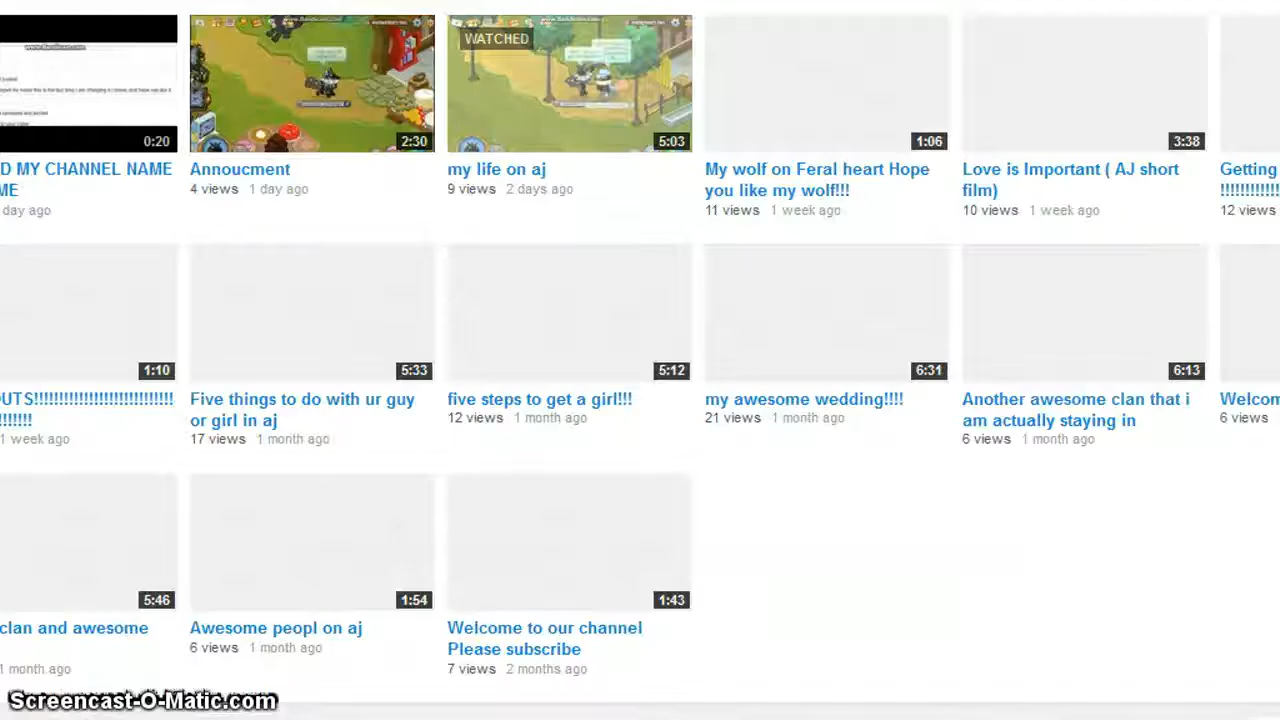 www.Bandicam.com
WATCHED
0:20
2:30
5:03
1:06
3:38
D MY CHANNEL NAME
ME
day ago
Annoucment
4 views 1 day ago
my life on aj
9 views 2 days ago
My wolf on Feral heart Hope
you like my wolf!!!
11 views 1 week ago
Love is Important ( AJ short
film)
10 views 1 week ago
Getting
!!!!!!!!!!!!
12 views
1:10
5:33
5:12
6:31
6:13
OUTS!!!!!!!!!!!!!!!!!!!!!!!!!!!!
!!!!!!!
1 week ago
Five things to do with ur guy
or girl in aj
17 views 1 month ago
five steps to get a girl!!!
12 views 1 month ago
my awesome wedding!!!!
21 views 1 month ago
Another awesome clan that i
am actually staying in
6 views 1 month ago
Welcom
6 views
5:46
1:54
1:43
clan and awesome
1 month ago
Awesome peopl on aj
6 views 1 month ago
Welcome to our channel
Please subscribe
7 views 2 months ago
Screencast-O-Matic.com